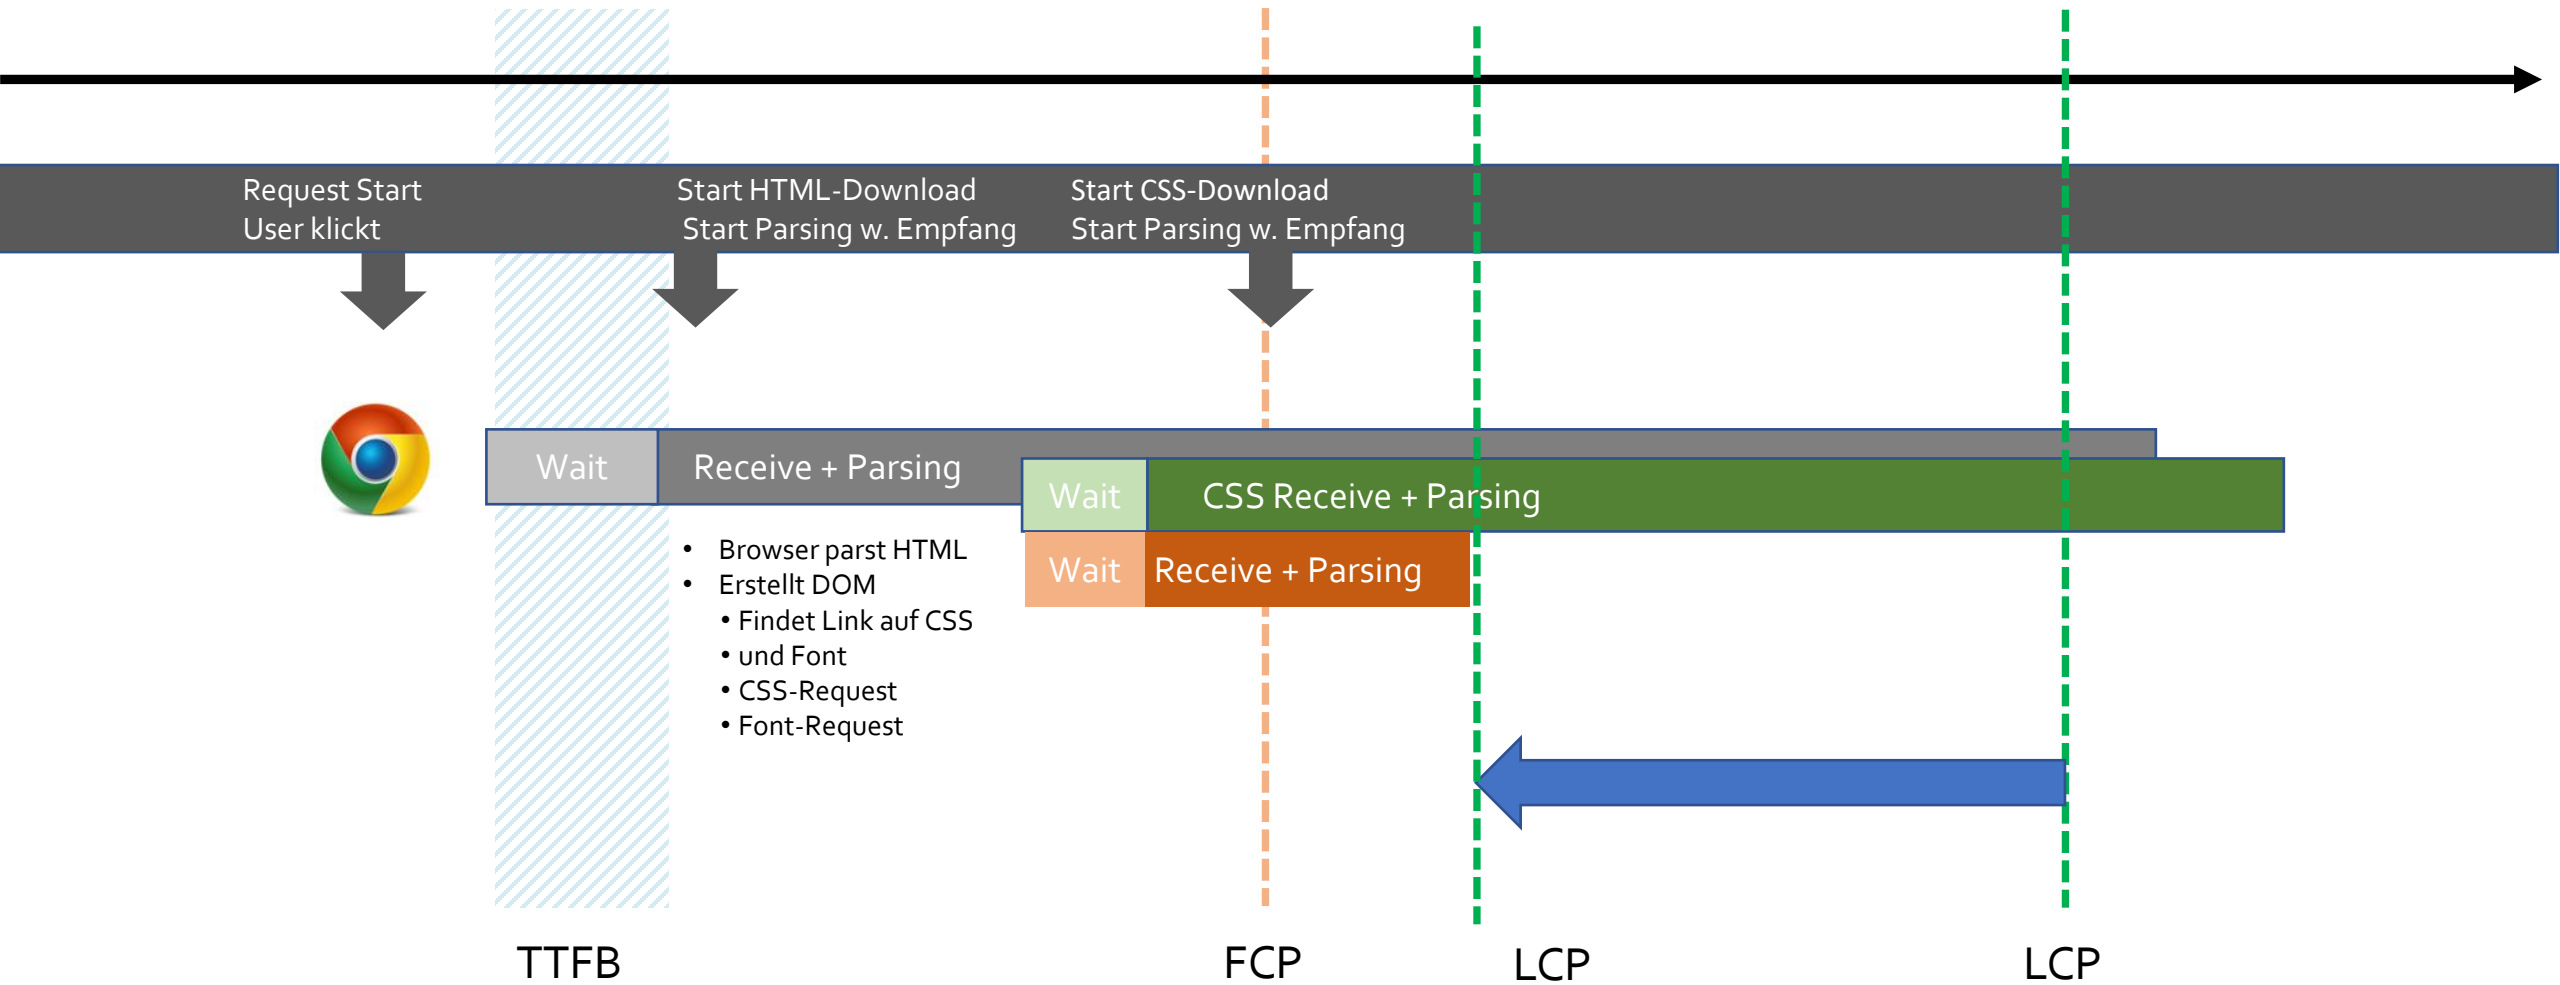 Request Start
User klickt
Start HTML-Download
Start Parsing w. Empfang
Start CSS-Download
Start Parsing w. Empfang
Wait
Receive + Parsing
Wait
CSS Receive + Parsing
Wait
Receive + Parsing
• Browser parst HTML
• Erstellt DOM
• Findet Link auf CSS
• und Font
• CSS-Request
• Font-Request
TTFB
FCP
LCP
LCP